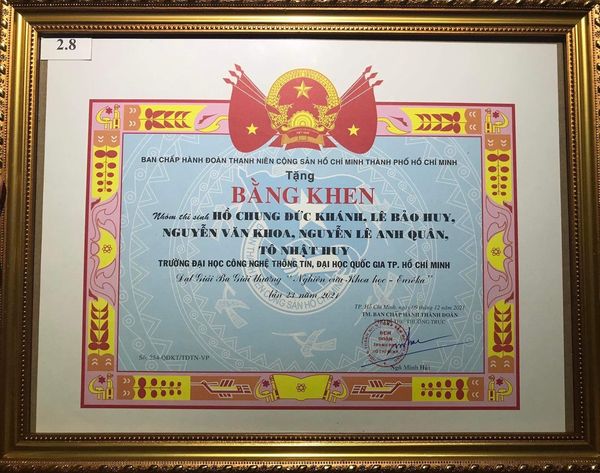 2.8
BAN CHẤP HÀNH ĐOÀN THANH NIÊN CỘNG SẢN HỒ CHÍ MINH THÀNH PHỐ HỒ CHÍ MINH
Tặng
BẰNG KHEN
Nhóm thí sinh HỒ CHUNG ĐỨC KHÁNH, LÊ BẢO HUY,
NGUYỄN VĂN KHOA, NGUYỄN LÊ ANH QUÂN,
TÔ NHẬT HUY
TRƯỜNG ĐẠI HỌC CÔNG NGHỆ THÔNG TIN, ĐẠI HỌC QUỐC GIA TP. HỒ CHÍ MINH
Đạt Giải Ba Giải thưởng "Nghiên cứu Khoa học - Eméka"
lần 23 năm 2021
TP. Hồ Chí Minh, ngày 09 tháng 12 năm 2021
TM. BAN CHẤP HÀNH THÀNH ĐOÀN
THƯỜNG TRỰC
Số: 254-QĐKT/TĐTN-VP
Ngô Minh Hải